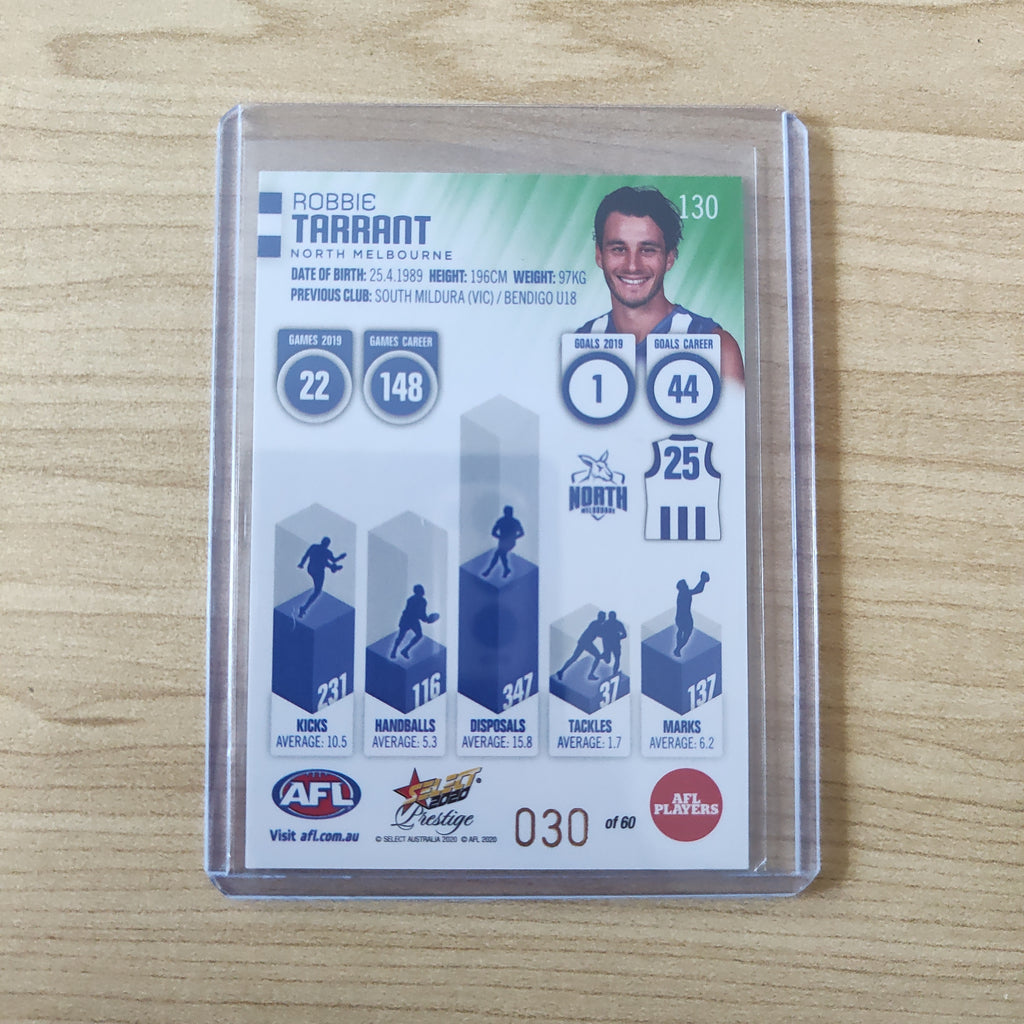 ROBBIE
130
TARRANT
NORTH MELBOURNE
DATE OF BIRTH: 25.4.1989 HEIGHT: 196CM WEIGHT: 97KG
PREVIOUS CLUB: SOUTH MILDURA (VIC) / BENDIGO U18
GAMES 2019
22
GAMES CAREER
148
GOALS 2019
1
GOALS CAREER
44
NORTH
MELBOURNE
25
231
KICKS
AVERAGE: 10.5
116
HANDBALLS
AVERAGE: 5.3
347
DISPOSALS
AVERAGE: 15.8
37
TACKLES
AVERAGE: 1.7
137
MARKS
AVERAGE: 6.2
AFL
Visit afl.com.au
SELECT
2020
Prestige
© SELECT AUSTRALIA 2020 © AFL 2020
030 of 60
AFL
PLAYERS